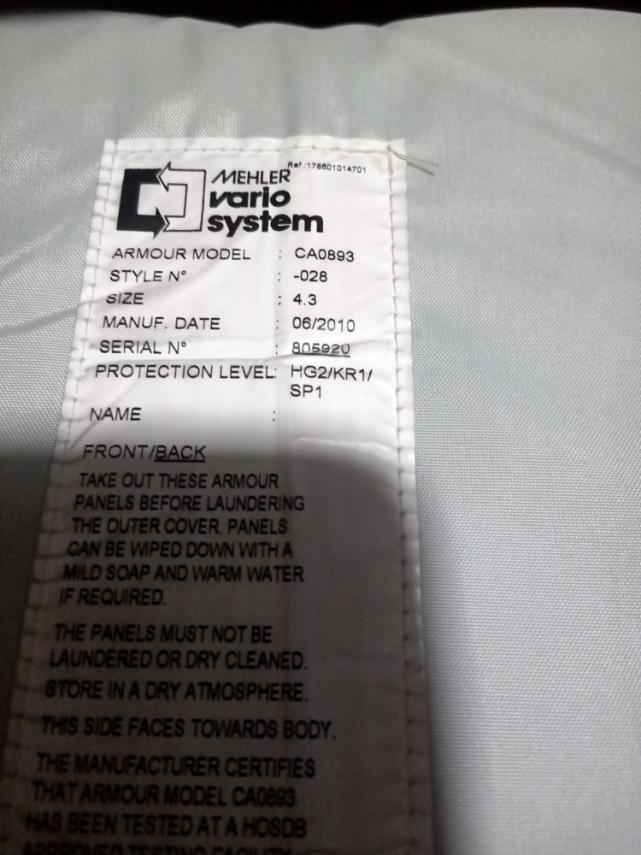 Ref.:178601014701
MEHLER
vario
system
ARMOUR MODEL : CA0893
STYLE N° : -028
SIZE : 4.3
MANUF. DATE : 06/2010
SERIAL N° : 805920
PROTECTION LEVEL: HG2/KR1/
SP1
NAME :
FRONT/BACK
TAKE OUT THESE ARMOUR
PANELS BEFORE LAUNDERING
THE OUTER COVER. PANELS
CAN BE WIPED DOWN WITH A
MILD SOAP AND WARM WATER
IF REQUIRED.
THE PANELS MUST NOT BE
LAUNDERED OR DRY CLEANED.
STORE IN A DRY ATMOSPHERE.
THIS SIDE FACES TOWARDS BODY.
THE MANUFACTURER CERTIFIES
THAT ARMOUR MODEL CA0893
HAS BEEN TESTED AT A HOSDB
APPROVED TESTING FACILITY